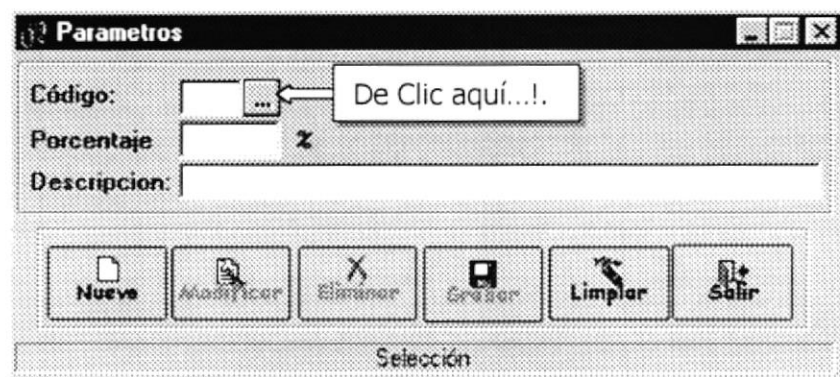 Parametros
Código: ... De Clic aquí...!.
Porcentaje %
Descripcion:
Nuevo Modificar Eliminar Grabar Limpiar Salir
Selección